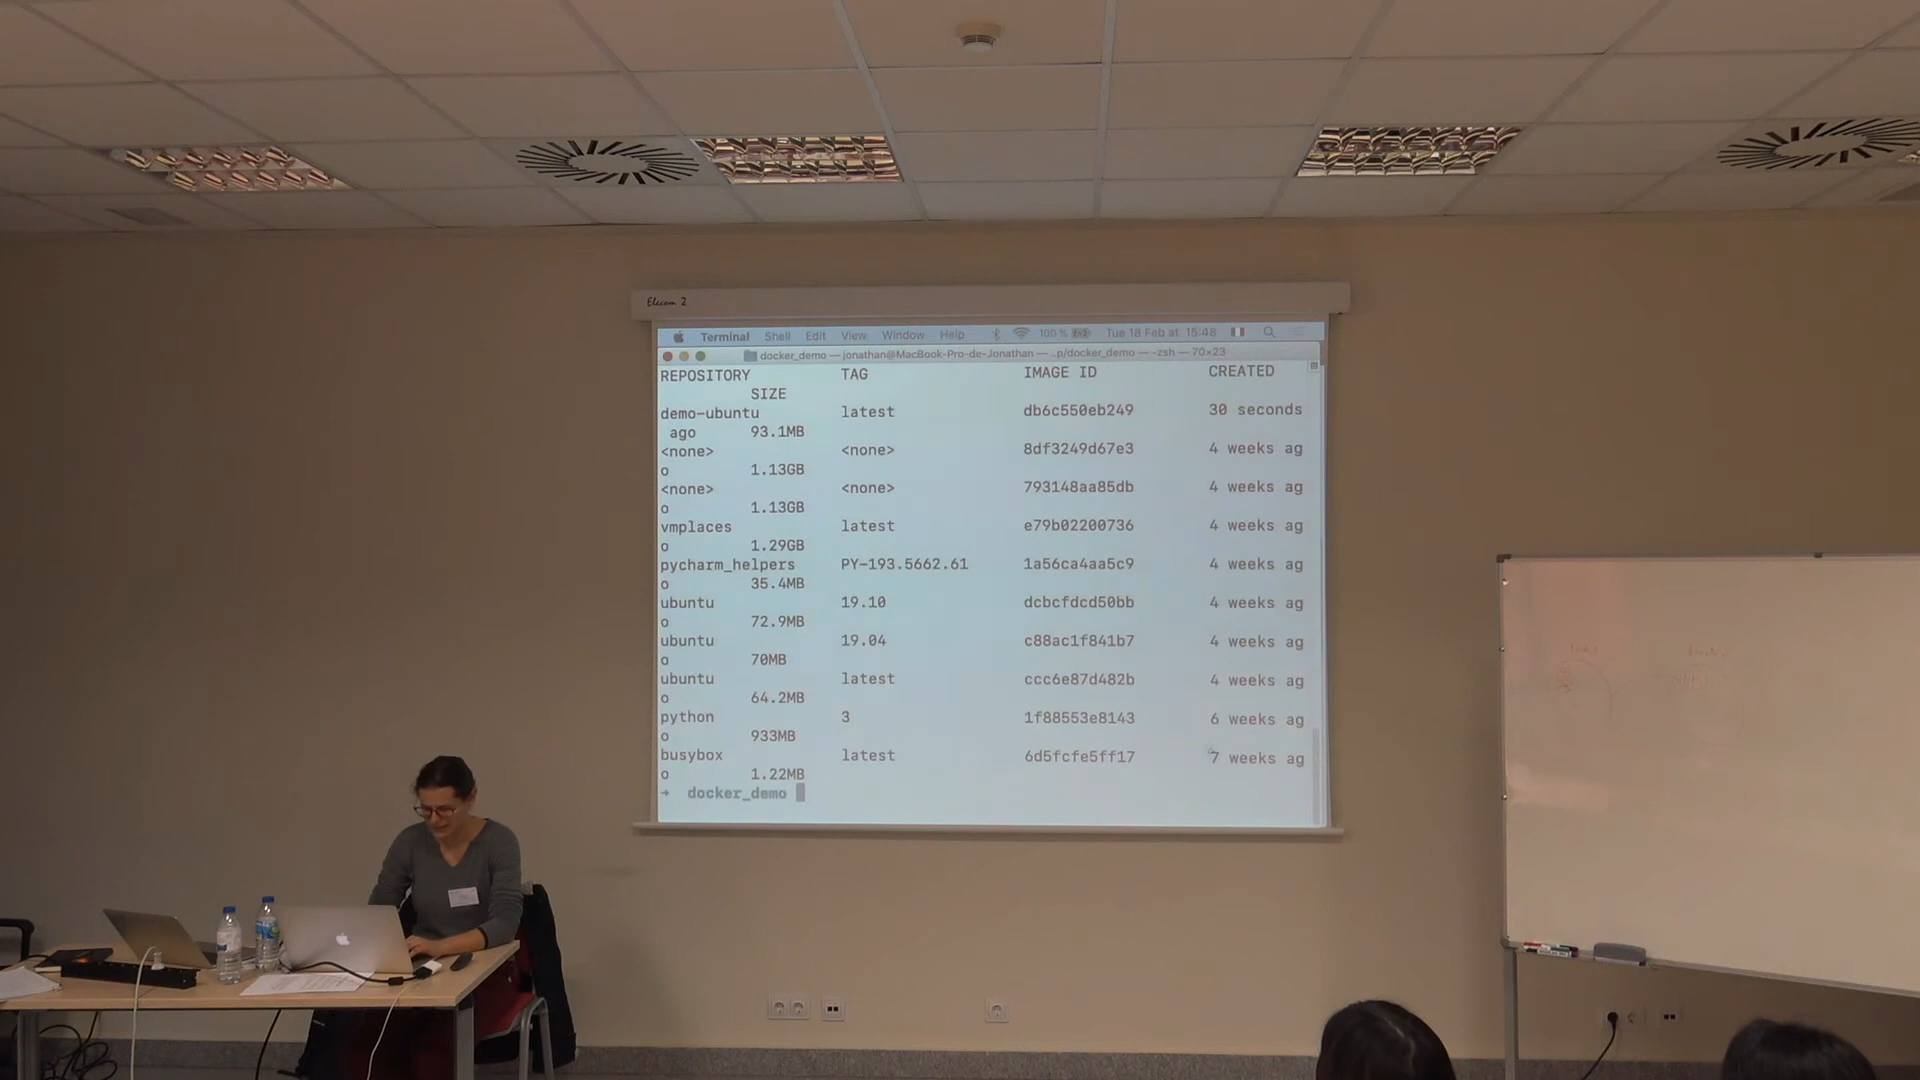 Elecom 2
Terminal Shell Edit View Window Help 100 % Tue 18 Feb at 15:48
docker_demo — jonathan@MacBook-Pro-de-Jonathan — ..p/docker_demo — -zsh — 70×23
REPOSITORY TAG IMAGE ID CREATED
SIZE
demo-ubuntu latest db6c550eb249 30 seconds
ago 93.1MB
<none> <none> 8df3249d67e3 4 weeks ag
o 1.13GB
<none> <none> 793148aa85db 4 weeks ag
o 1.13GB
vmplaces latest e79b02200736 4 weeks ag
o 1.29GB
pycharm_helpers PY-193.5662.61 1a56ca4aa5c9 4 weeks ag
o 35.4MB
ubuntu 19.10 dcbcfdcd50bb 4 weeks ag
o 72.9MB
ubuntu 19.04 c88ac1f841b7 4 weeks ag
o 70MB
ubuntu latest ccc6e87d482b 4 weeks ag
o 64.2MB
python 3 1f88553e8143 6 weeks ag
o 933MB
busybox latest 6d5fcfe5ff17 7 weeks ag
o 1.22MB
→ docker_demo